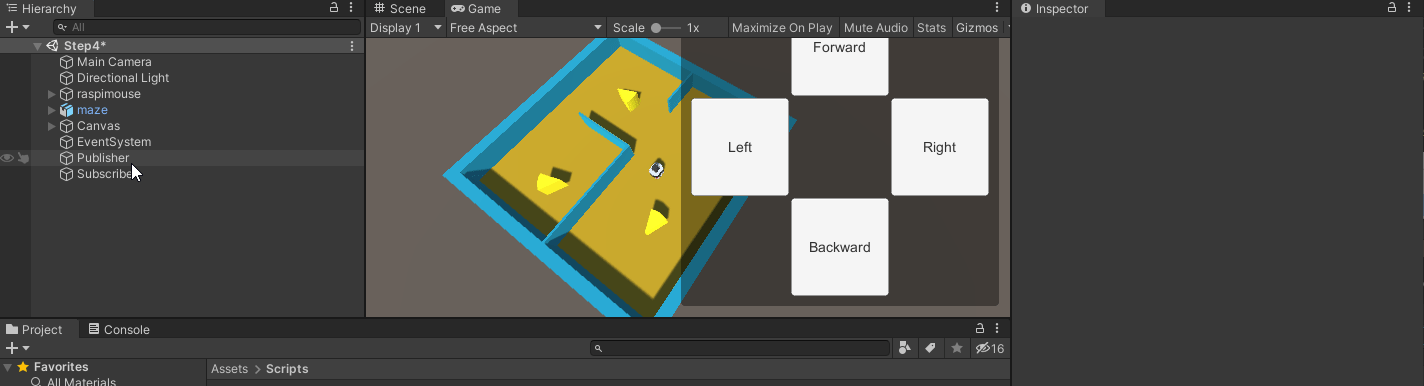 Hierarchy
All
Step4*
Main Camera
Directional Light
raspimouse
maze
Canvas
EventSystem
Publisher
Subscriber
Scene
Game
Display 1
Free Aspect
Scale
1x
Maximize On Play
Mute Audio
Stats
Gizmos
Forward
Left
Right
Backward
Inspector
Project
Console
16
Favorites
All Materials
Assets > Scripts